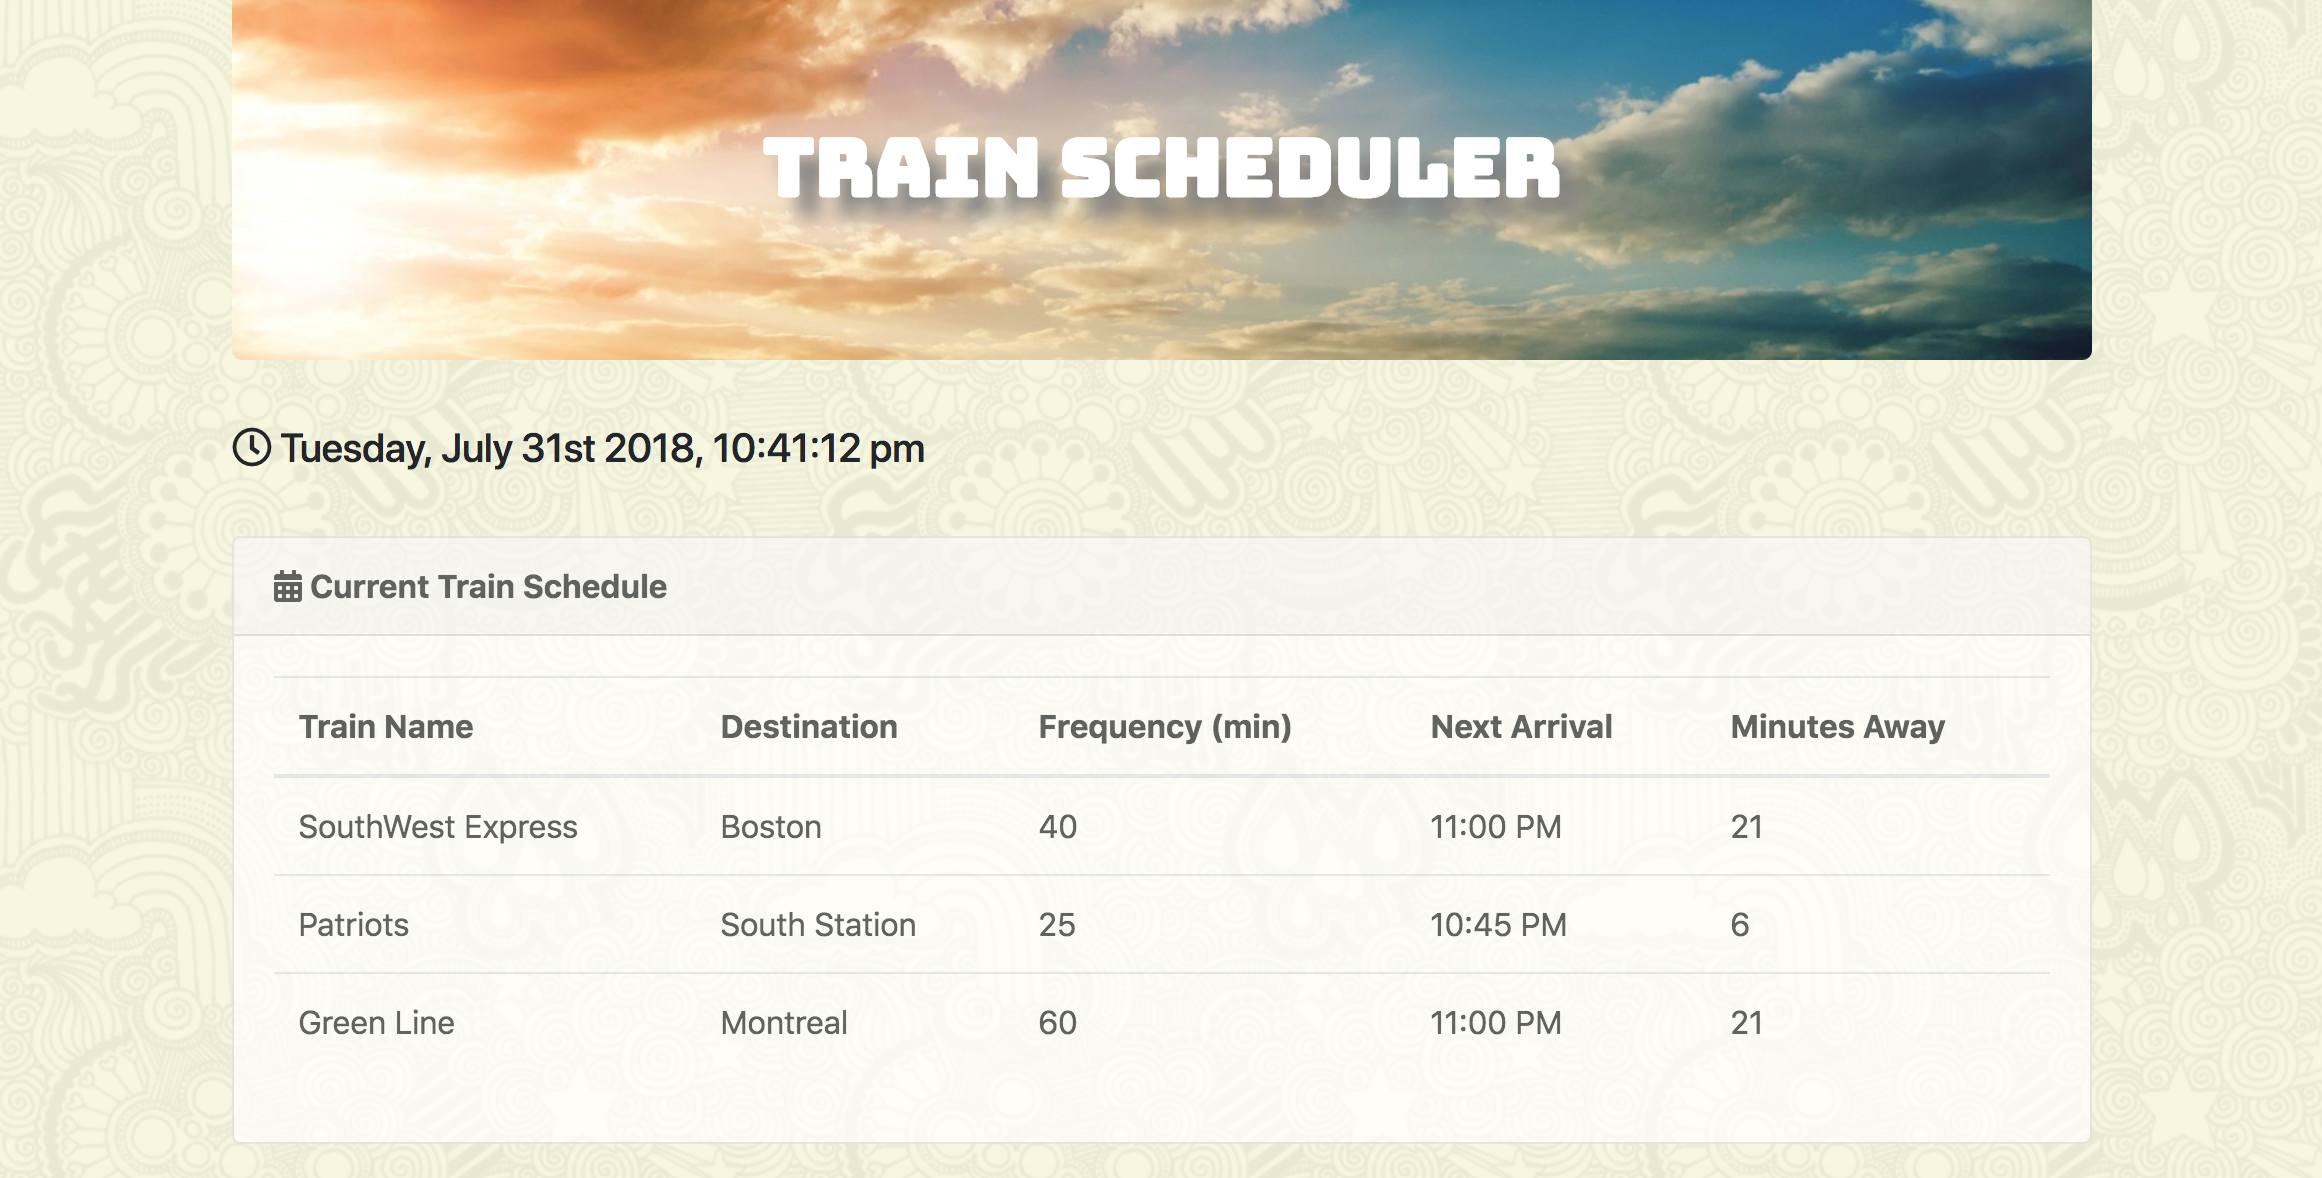 TRAIN SCHEDULER
Tuesday, July 31st 2018, 10:41:12 pm
Current Train Schedule
Train Name Destination Frequency (min) Next Arrival Minutes Away
SouthWest Express Boston 40 11:00 PM 21
Patriots South Station 25 10:45 PM 6
Green Line Montreal 60 11:00 PM 21